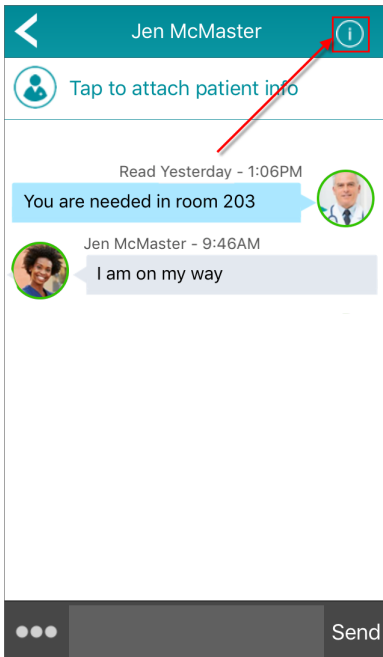 Jen McMaster
Tap to attach patient info
Read Yesterday - 1:06PM
You are needed in room 203
Jen McMaster - 9:46AM
I am on my way
Send